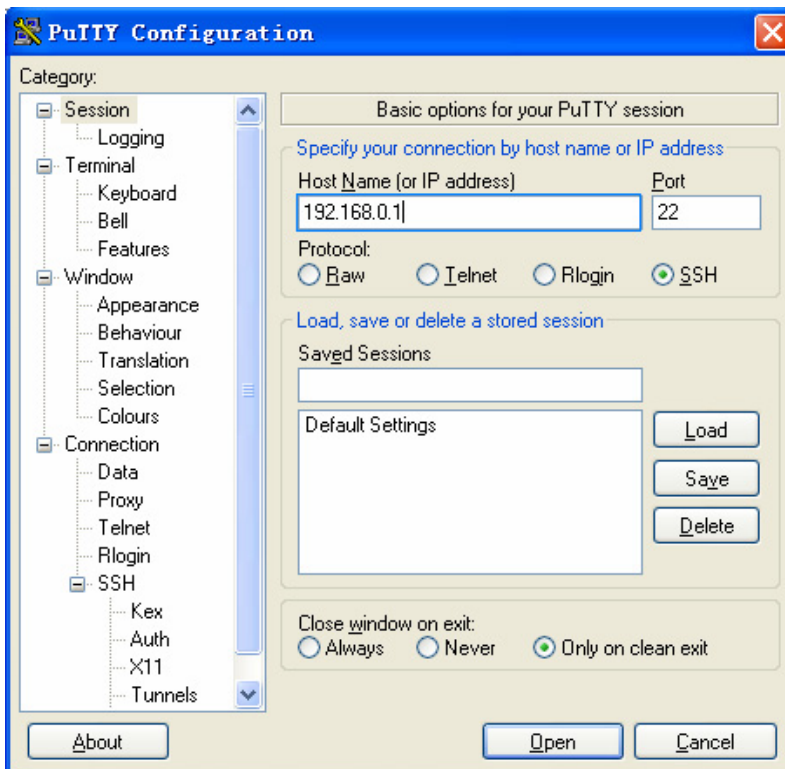 PuTTY Configuration
Category:
Session
Logging
Terminal
Keyboard
Bell
Features
Window
Appearance
Behaviour
Translation
Selection
Colours
Connection
Data
Proxy
Telnet
Rlogin
SSH
Kex
Auth
X11
Tunnels
Basic options for your PuTTY session
Specify your connection by host name or IP address
Host Name (or IP address) Port
192.168.0.1 22
Protocol:
Raw Telnet Rlogin SSH
Load, save or delete a stored session
Saved Sessions
Default Settings
Load
Save
Delete
Close window on exit:
Always Never Only on clean exit
About Open Cancel